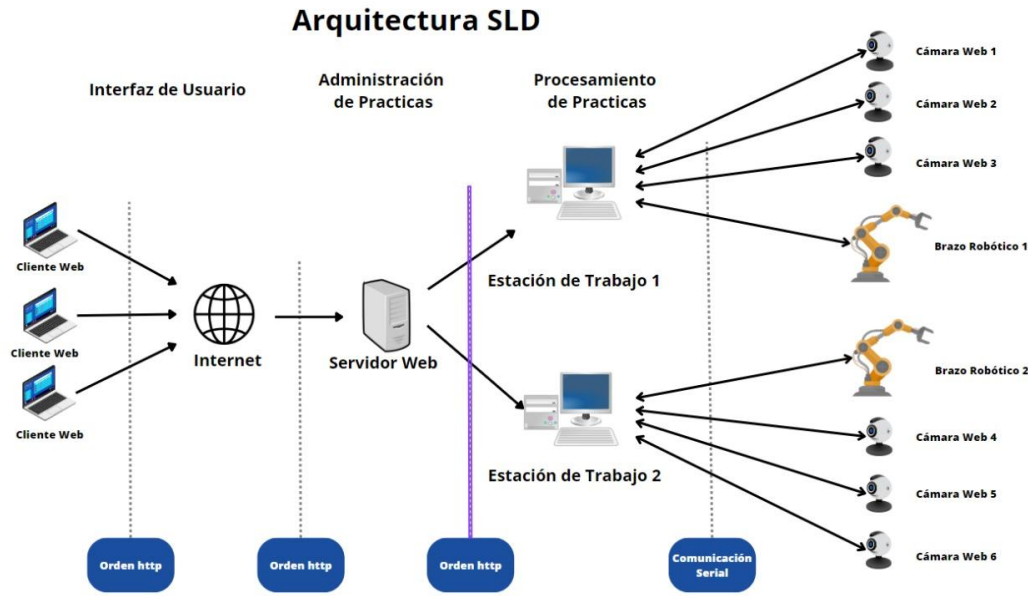 Arquitectura SLD
Interfaz de Usuario
Administración
de Practicas
Procesamiento
de Practicas
Cámara Web 1
Cámara Web 2
Cámara Web 3
Brazo Robótico 1
Cliente Web
Cliente Web
Cliente Web
Internet
Servidor Web
Estación de Trabajo 1
Estación de Trabajo 2
Brazo Robótico 2
Cámara Web 4
Cámara Web 5
Cámara Web 6
Orden http
Orden http
Orden http
Comunicación
Serial